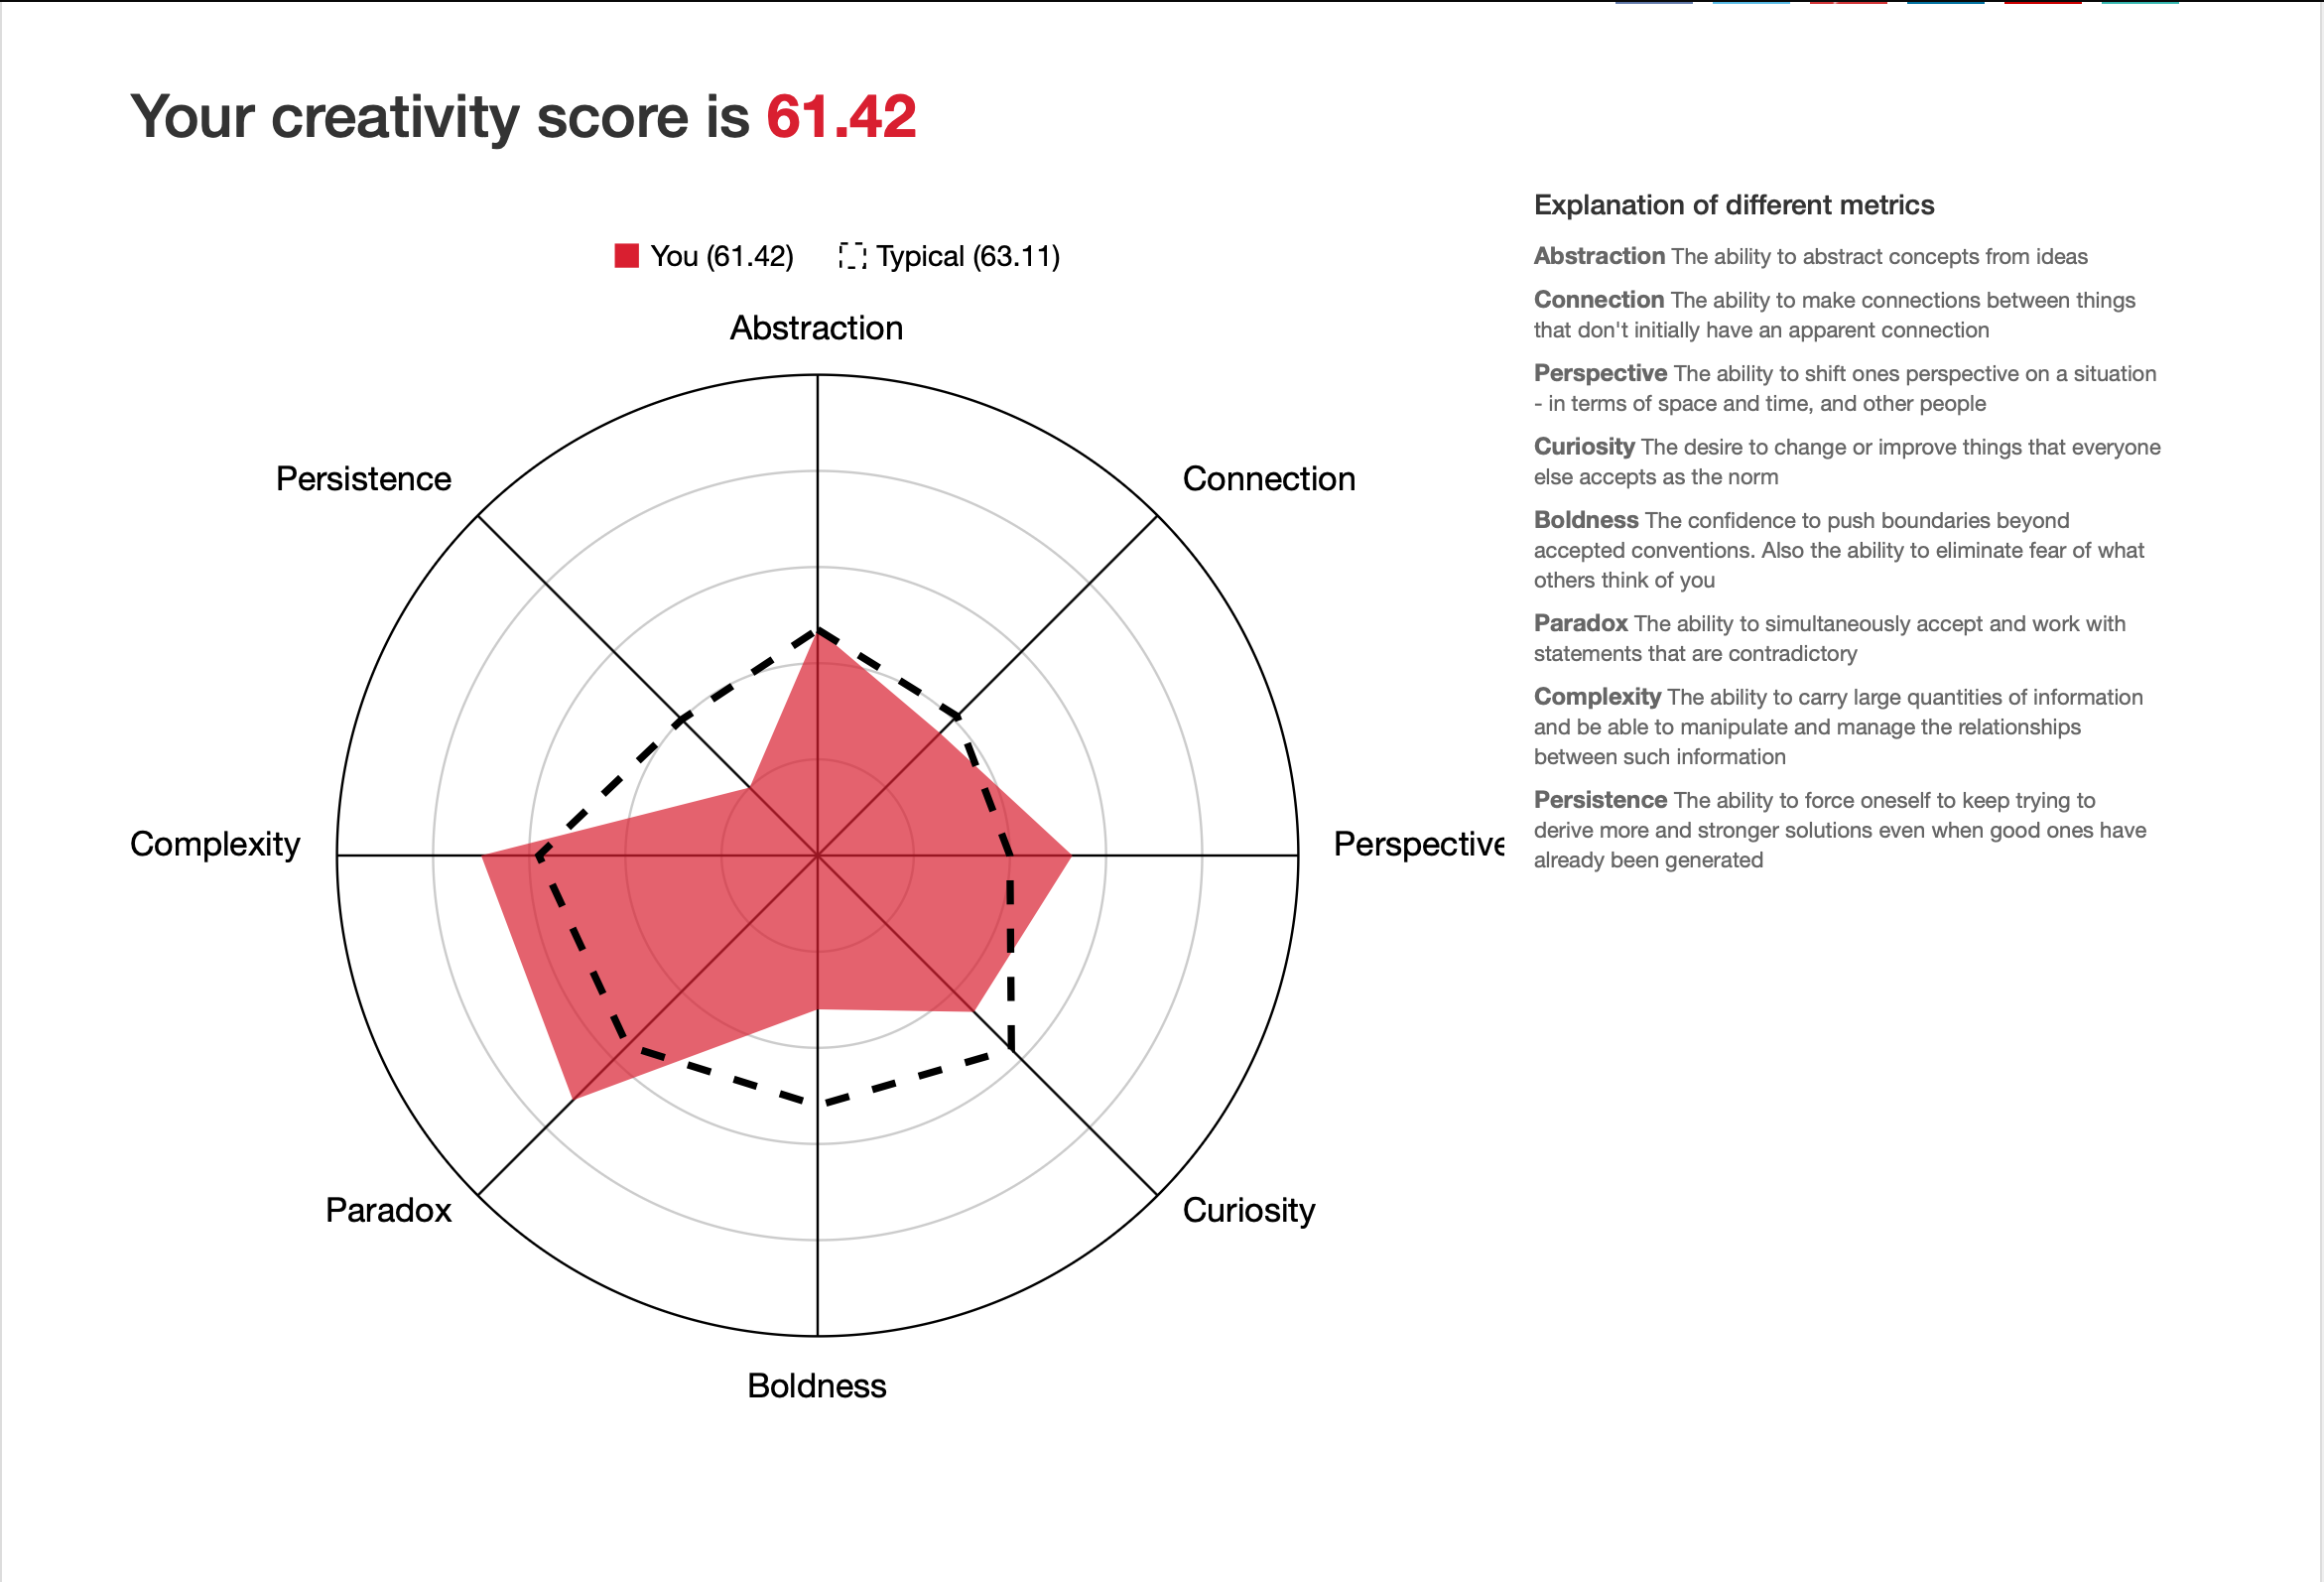 Your creativity score is 61.42
You (61.42)
Typical (63.11)
Abstraction
Persistence
Connection
Complexity
Perspective
Paradox
Curiosity
Boldness
Explanation of different metrics
Abstraction The ability to abstract concepts from ideas
Connection The ability to make connections between things
that don't initially have an apparent connection
Perspective The ability to shift ones perspective on a situation
- in terms of space and time, and other people
Curiosity The desire to change or improve things that everyone
else accepts as the norm
Boldness The confidence to push boundaries beyond
accepted conventions. Also the ability to eliminate fear of what
others think of you
Paradox The ability to simultaneously accept and work with
statements that are contradictory
Complexity The ability to carry large quantities of information
and be able to manipulate and manage the relationships
between such information
Persistence The ability to force oneself to keep trying to
derive more and stronger solutions even when good ones have
already been generated